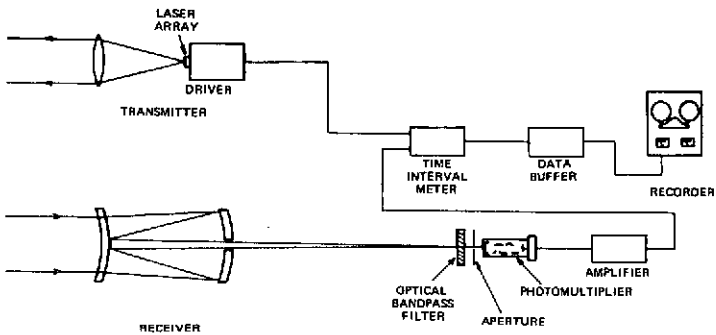 LASER
ARRAY
DRIVER
TRANSMITTER
TIME
INTERVAL
METER
DATA
BUFFER
RECORDER
OPTICAL
BANDPASS
FILTER
APERTURE
PHOTOMULTIPLIER
AMPLIFIER
RECEIVER